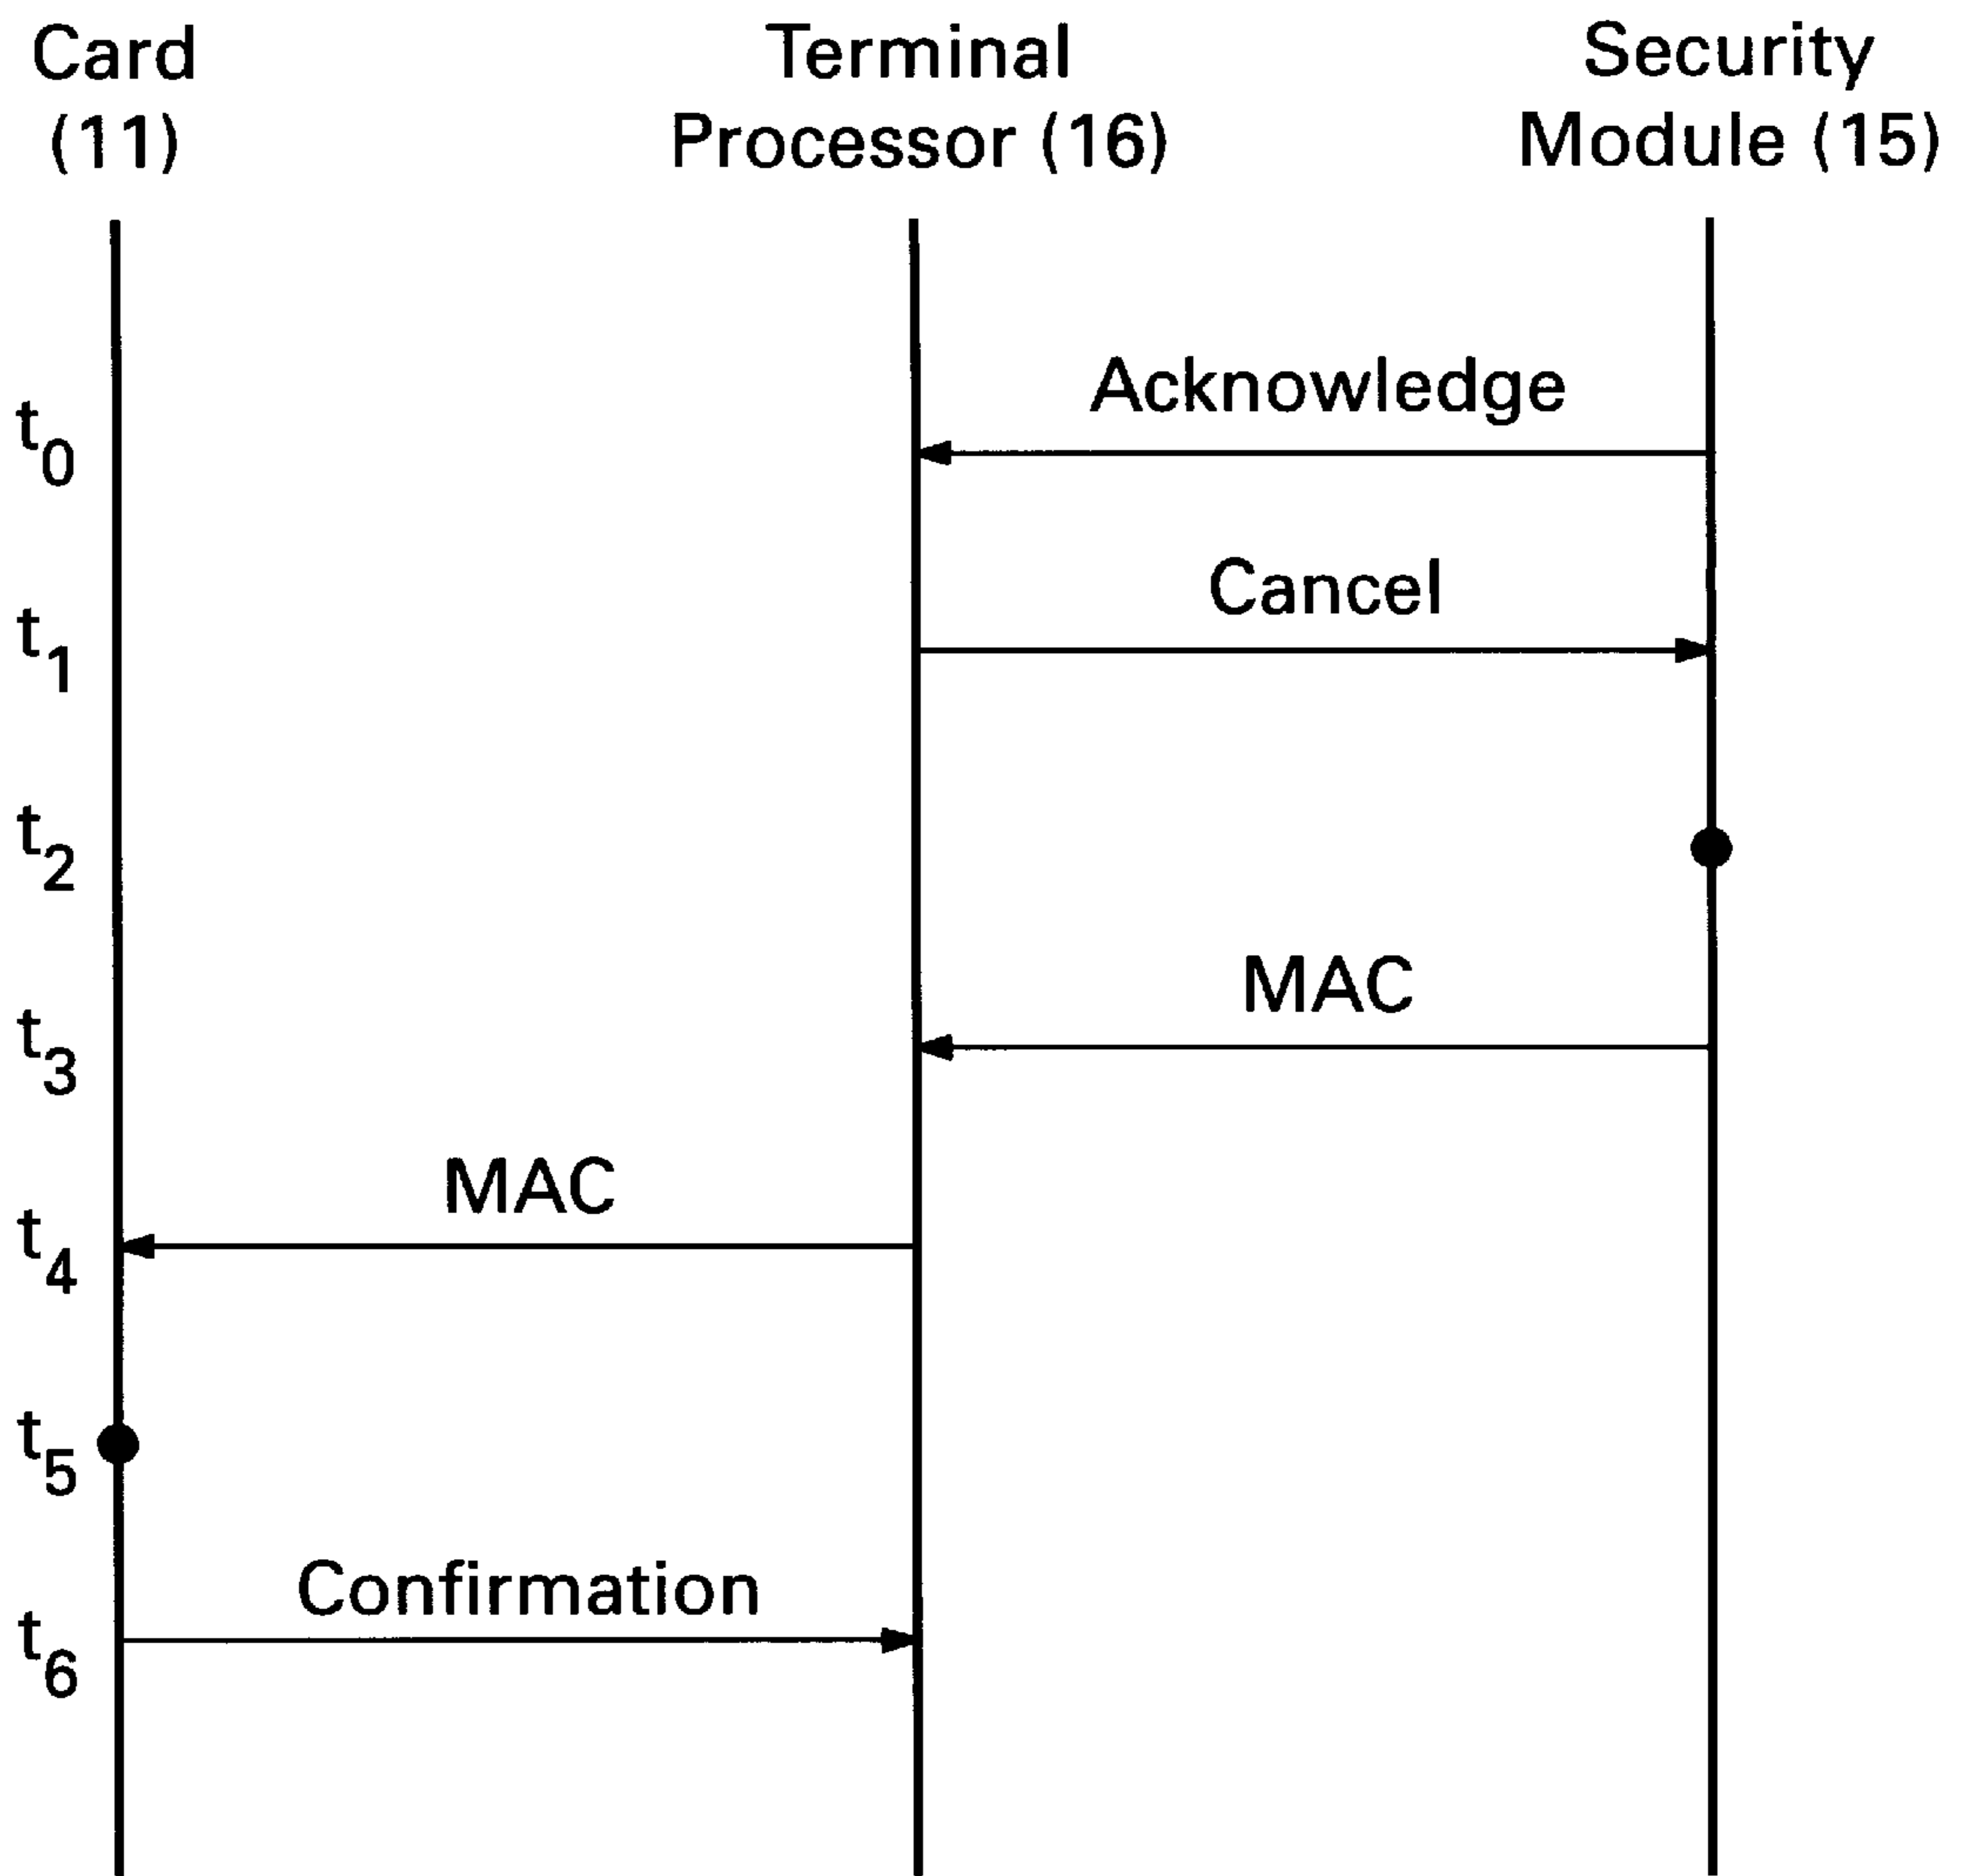 Card
(11)
Terminal
Processor (16)
Security
Module (15)
t0
Acknowledge
t1
Cancel
t2
t3
MAC
t4
MAC
t5
t6
Confirmation